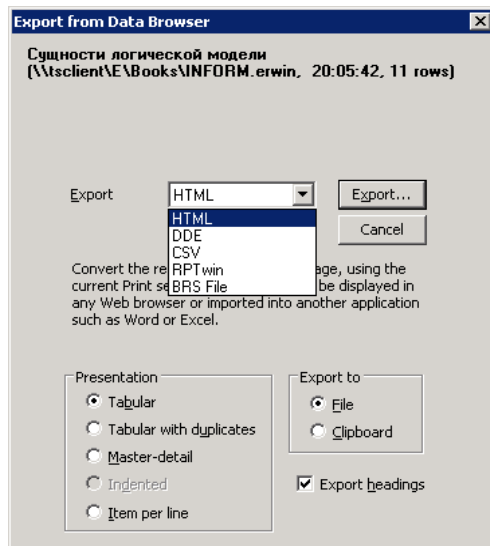 Export from Data Browser
Сущности логической модели
(\\tsclient\E\Books\INFORM.erwin, 20:05:42, 11 rows)
Export
HTML
Export...
HTML
DDE
CSV
RPTwin
BRS File
Cancel
Convert the re age, using the
current Print se be displayed in
any Web browser or imported into another application
such as Word or Excel.
Presentation
Tabular
Tabular with duplicates
Master-detail
Indented
Item per line
Export to
File
Clipboard
Export headings